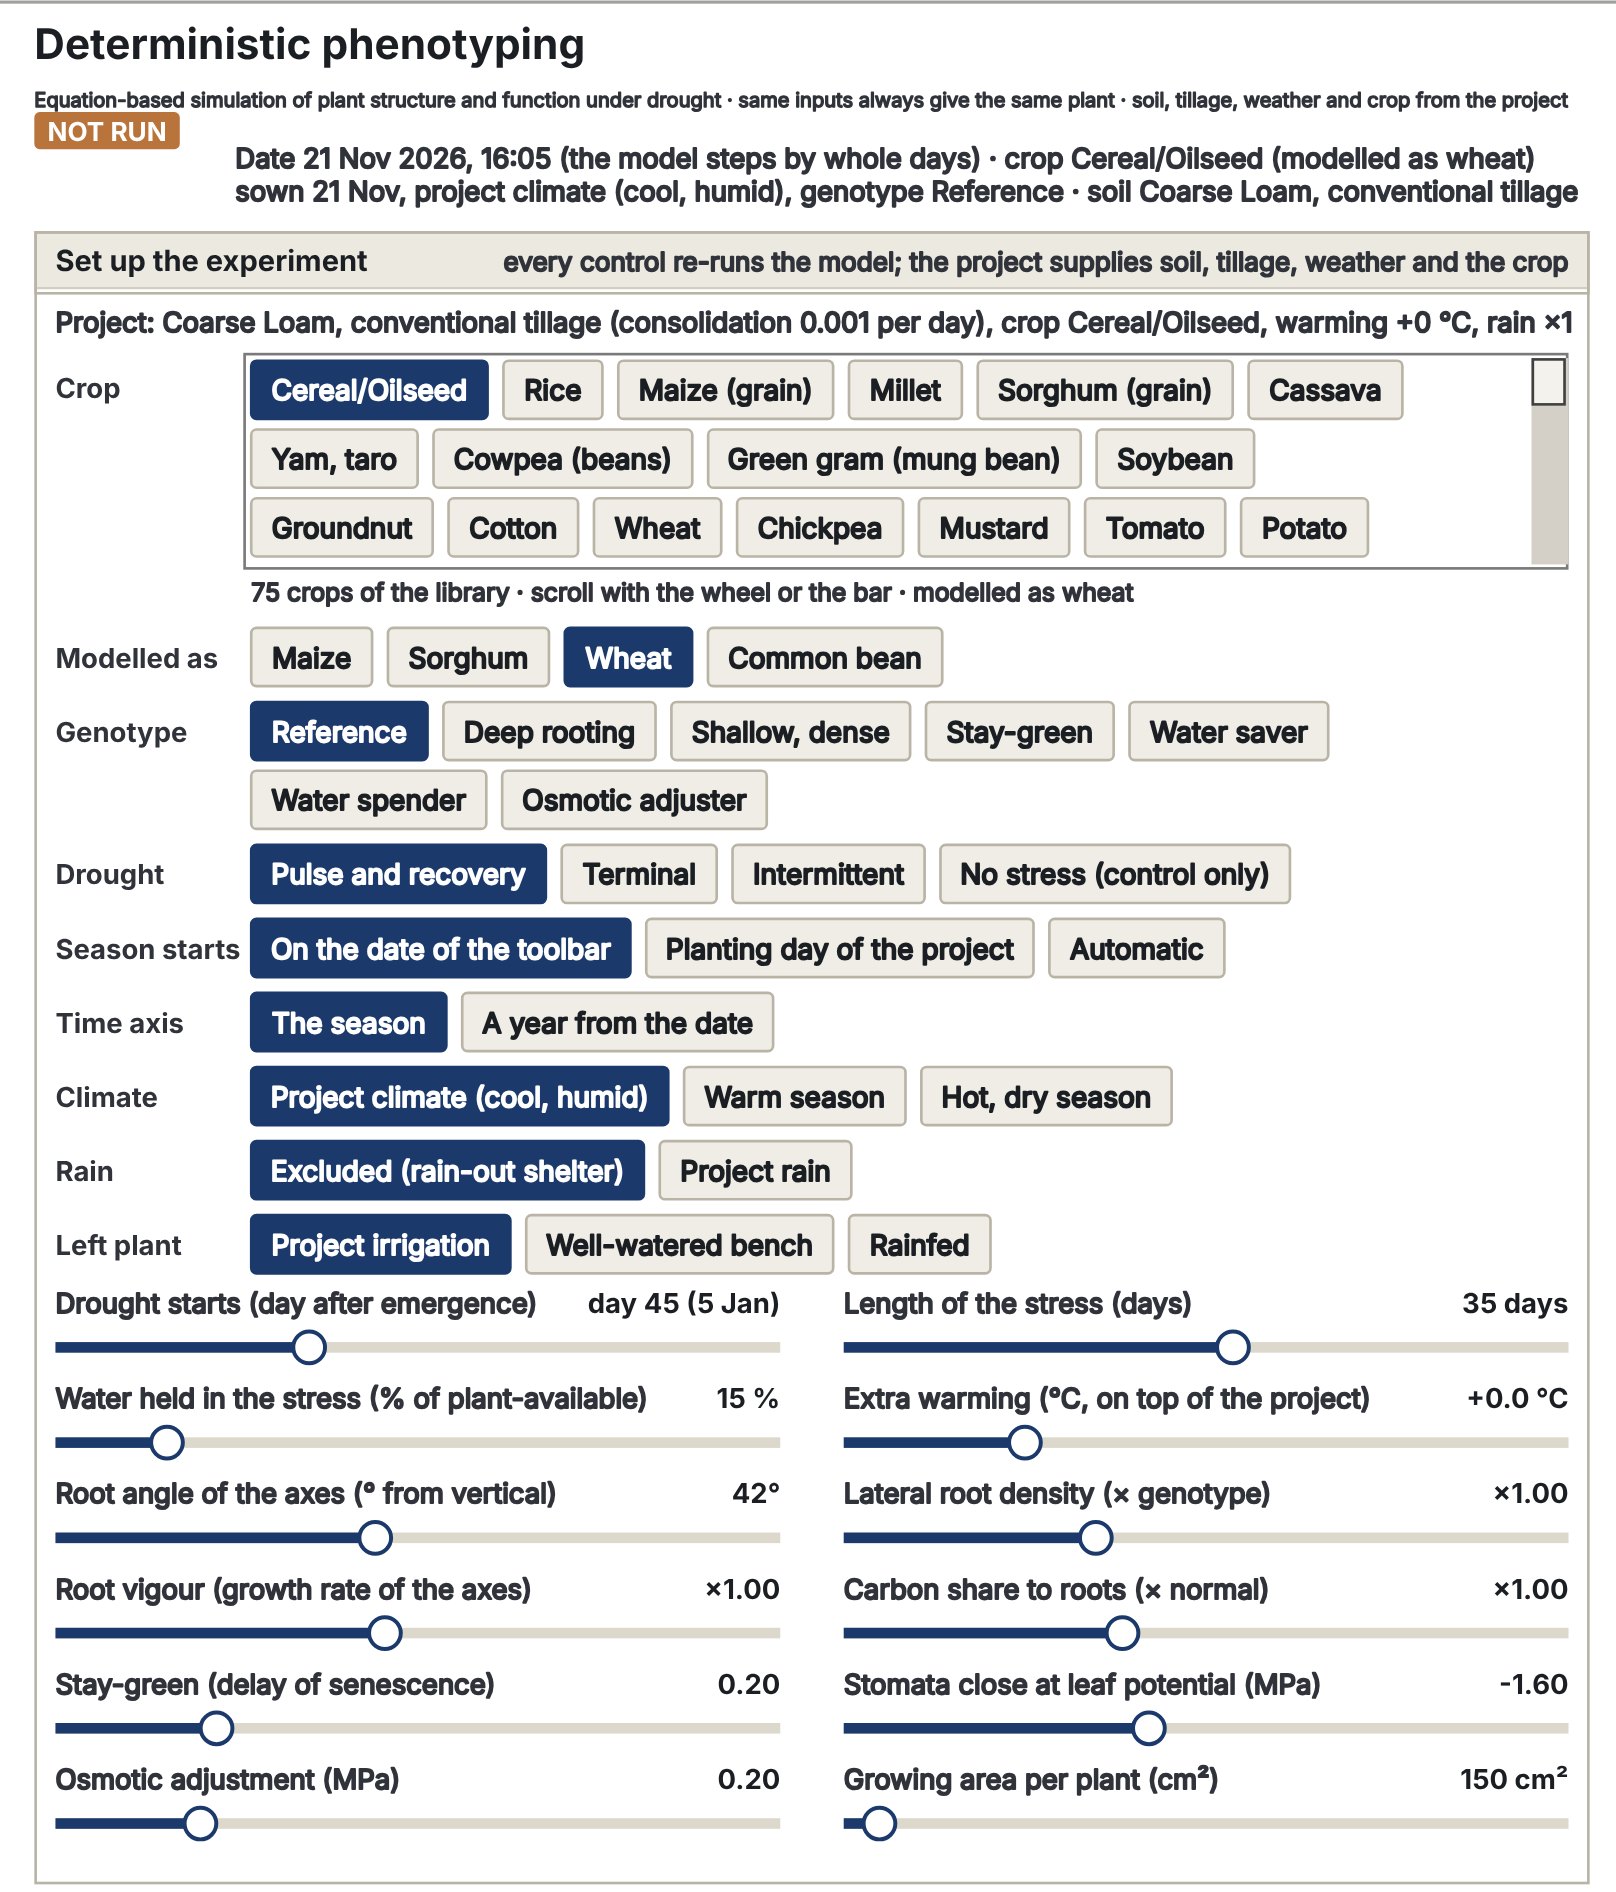 Deterministic phenotyping
Equation-based simulation of plant structure and function under drought · same inputs always give the same plant · soil, tillage, weather and crop from the project
NOT RUN
Date 21 Nov 2026, 16:05 (the model steps by whole days) · crop Cereal/Oilseed (modelled as wheat)
sown 21 Nov, project climate (cool, humid), genotype Reference · soil Coarse Loam, conventional tillage
Set up the experiment every control re-runs the model; the project supplies soil, tillage, weather and the crop
Project: Coarse Loam, conventional tillage (consolidation 0.001 per day), crop Cereal/Oilseed, warming +0 °C, rain ×1
Crop Cereal/Oilseed Rice Maize (grain) Millet Sorghum (grain) Cassava
Yam, taro Cowpea (beans) Green gram (mung bean) Soybean
Groundnut Cotton Wheat Chickpea Mustard Tomato Potato
75 crops of the library · scroll with the wheel or the bar · modelled as wheat
Modelled as Maize Sorghum Wheat Common bean
Genotype Reference Deep rooting Shallow, dense Stay-green Water saver
Water spender Osmotic adjuster
Drought Pulse and recovery Terminal Intermittent No stress (control only)
Season starts On the date of the toolbar Planting day of the project Automatic
Time axis The season A year from the date
Climate Project climate (cool, humid) Warm season Hot, dry season
Rain Excluded (rain-out shelter) Project rain
Left plant Project irrigation Well-watered bench Rainfed
Drought starts (day after emergence) day 45 (5 Jan) Length of the stress (days) 35 days
Water held in the stress (% of plant-available) 15 % Extra warming (°C, on top of the project) +0.0 °C
Root angle of the axes (° from vertical) 42° Lateral root density (× genotype) ×1.00
Root vigour (growth rate of the axes) ×1.00 Carbon share to roots (× normal) ×1.00
Stay-green (delay of senescence) 0.20 Stomata close at leaf potential (MPa) -1.60
Osmotic adjustment (MPa) 0.20 Growing area per plant (cm²) 150 cm²